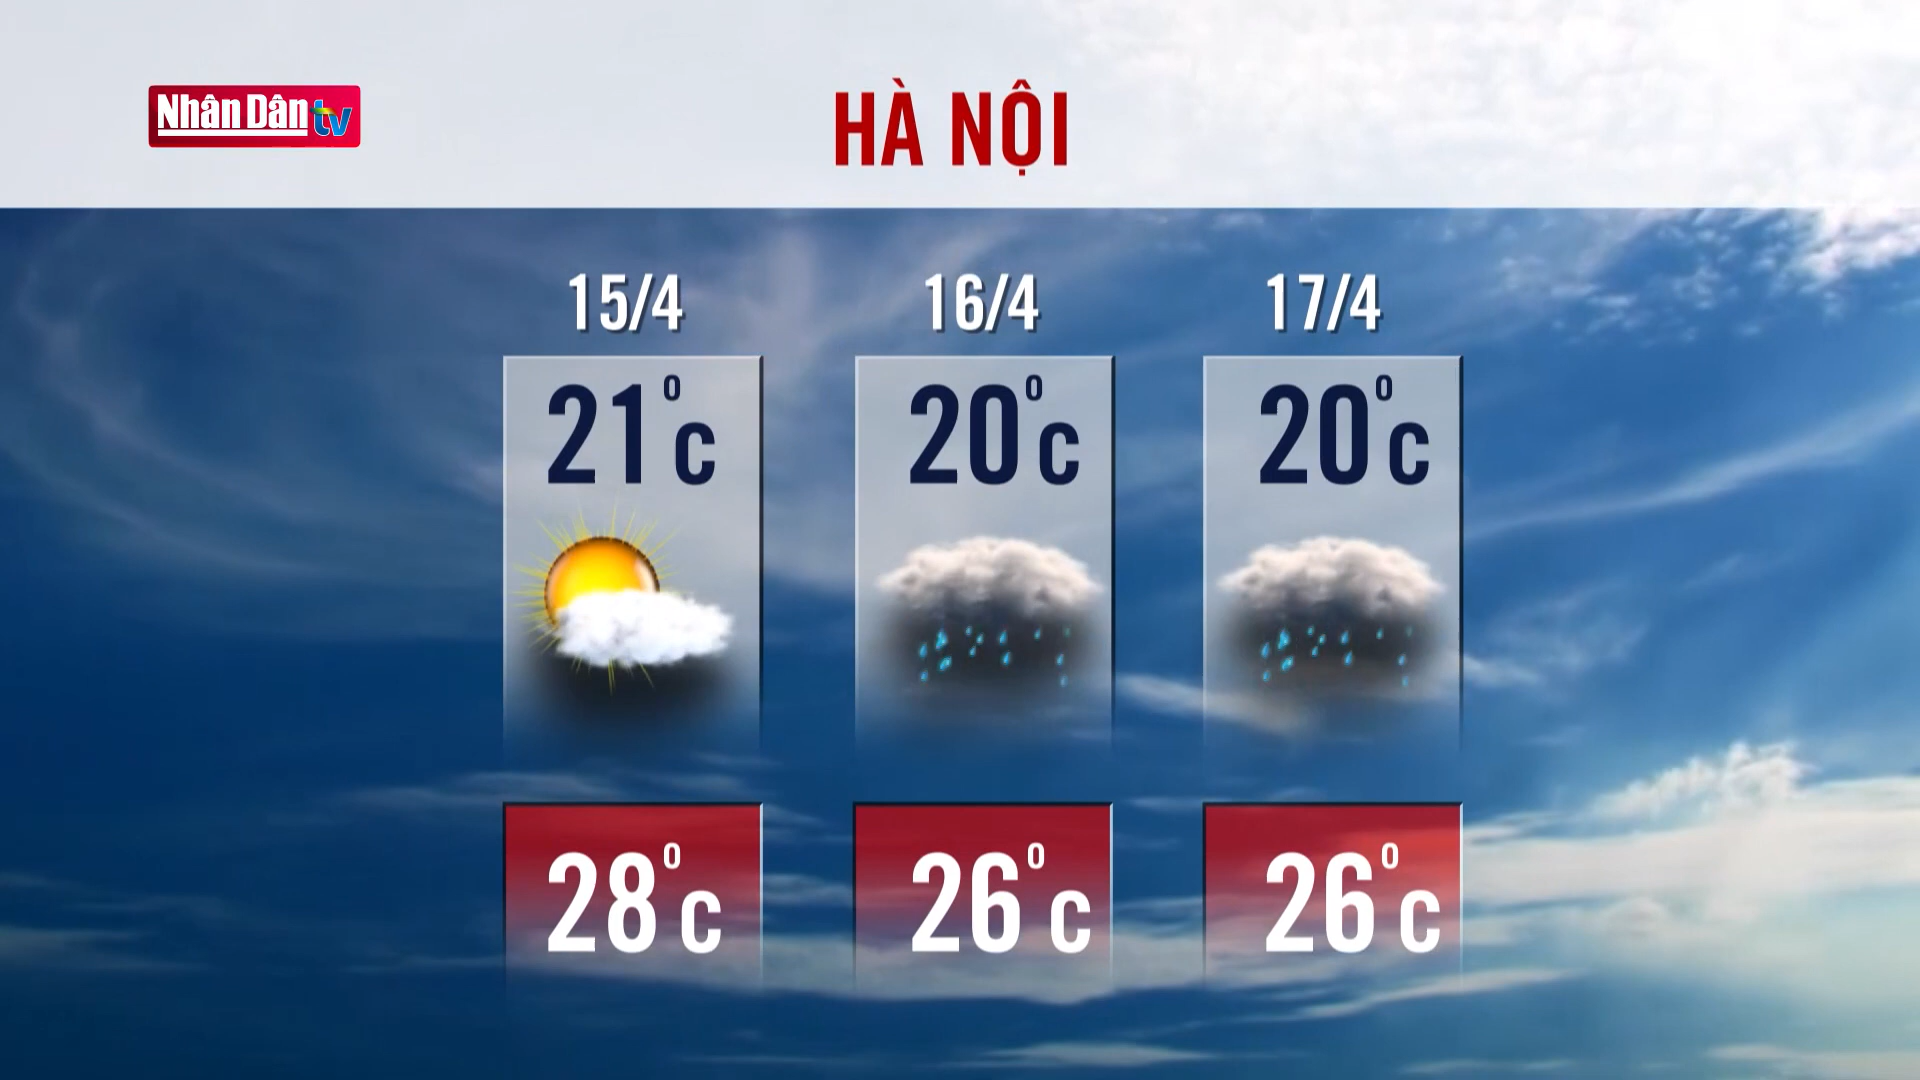 Nhân Dân tv
HÀ NỘI
15/4 16/4 17/4
21°C 20°C 20°C
28°C 26°C 26°C